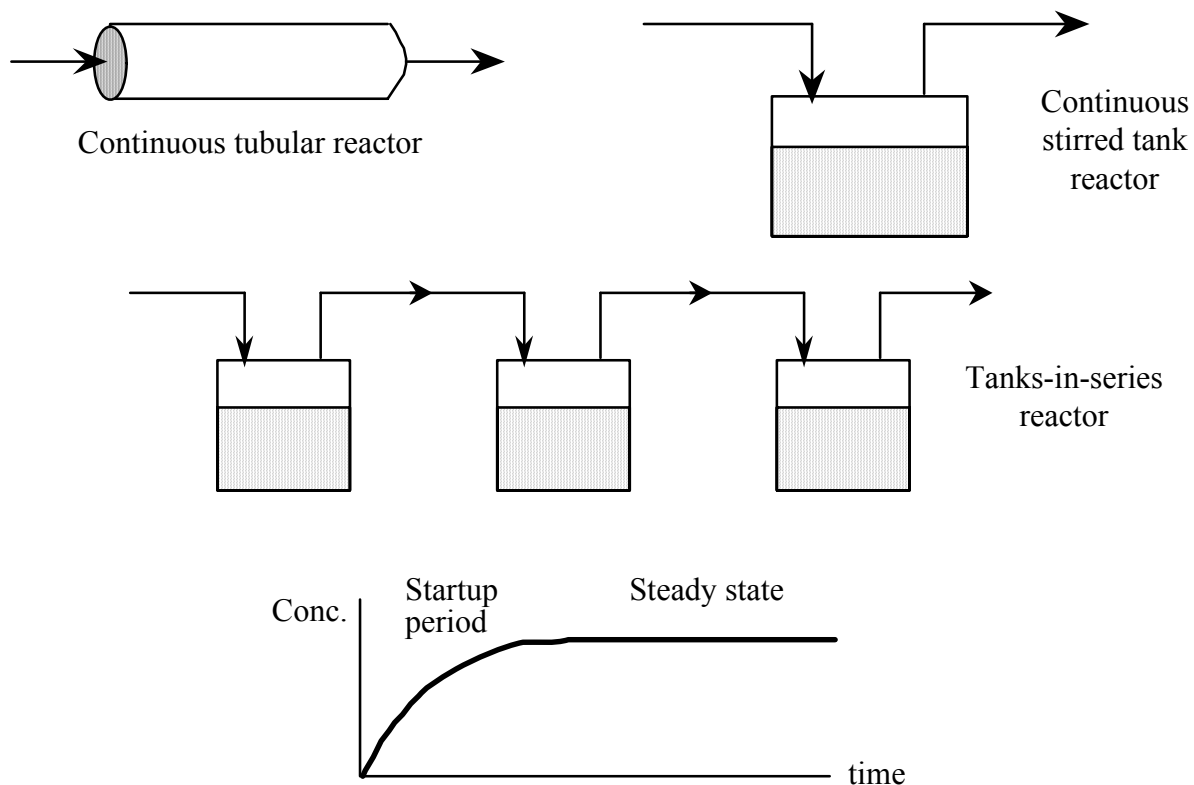 Continuous tubular reactor
Continuous
stirred tank
reactor
Tanks-in-series
reactor
Conc.
Startup
period
Steady state
time